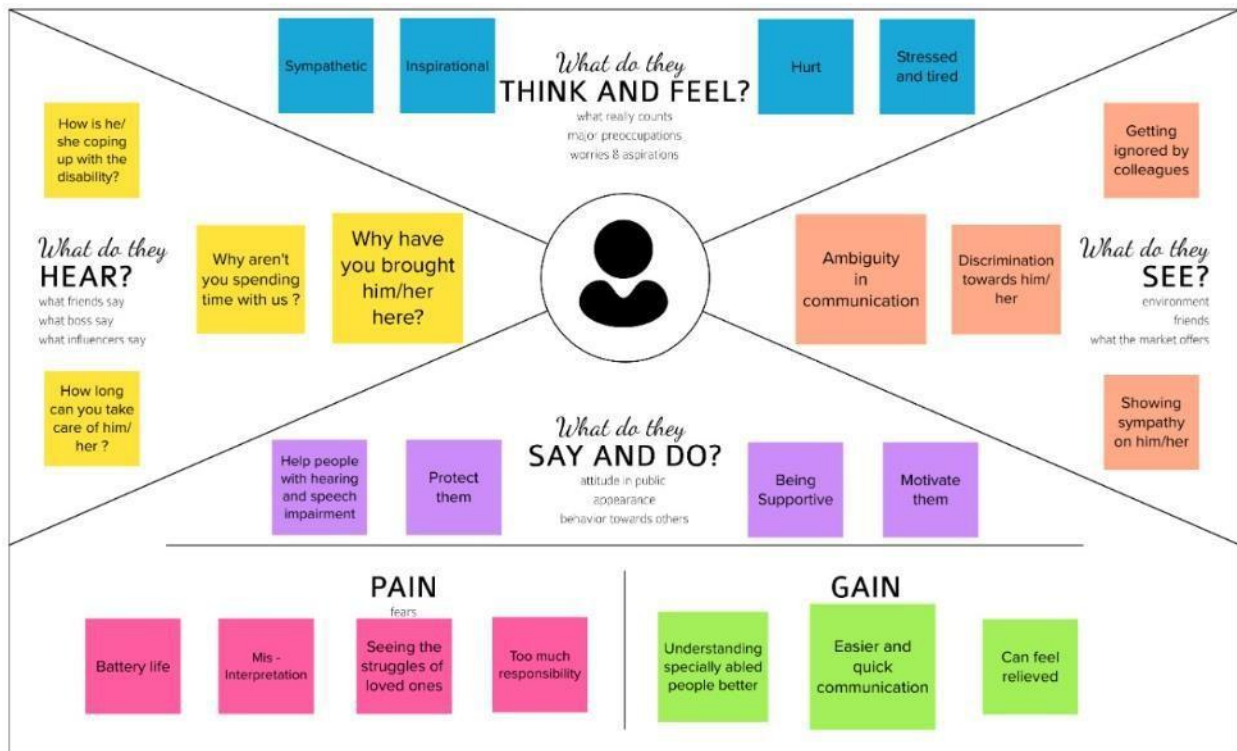 Sympathetic
Inspirational
What do they
THINK AND FEEL?
what really counts
major preoccupations
worries & aspirations
Hurt
Stressed
and tired
How is he/
she coping
up with the
disability?
What do they
HEAR?
what friends say
what boss say
what influencers say
Why aren't
you spending
time with us ?
Why have
you brought
him/her
here?
How long
can you take
care of him/
her ?
Getting
ignored by
colleagues
Ambiguity
in
communication
Discrimination
towards him/
her
What do they
SEE?
environment
friends
what the market offers
Showing
sympathy
on him/her
Help people
with hearing
and speech
impairment
Protect
them
What do they
SAY AND DO?
attitude in public
appearance
behavior towards others
Being
Supportive
Motivate
them
PAIN
fears
Battery life
Mis -
Interpretation
Seeing the
struggles of
loved ones
Too much
responsibility
GAIN
Understanding
specially abled
people better
Easier and
quick
communication
Can feel
relieved